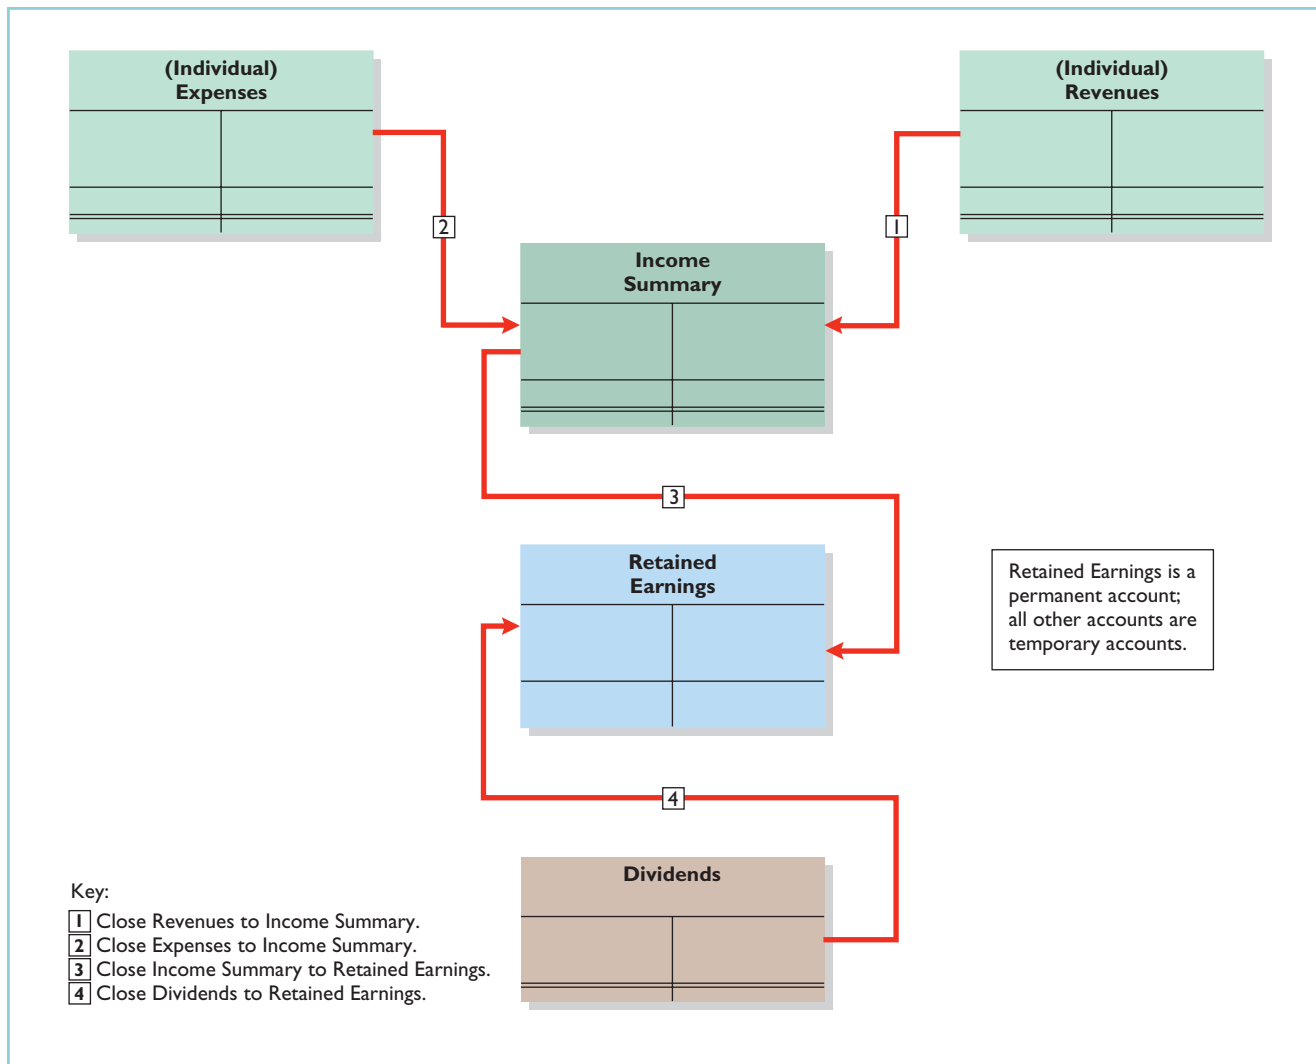 (Individual)
Expenses
(Individual)
Revenues
2
1
Income
Summary
3
Retained
Earnings
Retained Earnings is a
permanent account;
all other accounts are
temporary accounts.
4
Dividends
Key:
1 Close Revenues to Income Summary.
2 Close Expenses to Income Summary.
3 Close Income Summary to Retained Earnings.
4 Close Dividends to Retained Earnings.